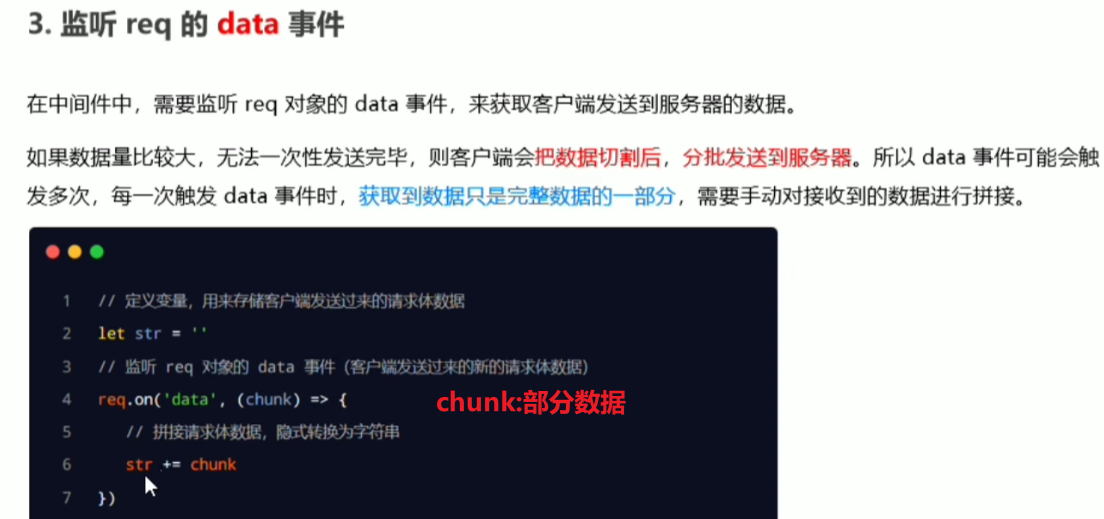 3. 监听 req 的 data 事件
在中间件中，需要监听 req 对象的 data 事件，来获取客户端发送到服务器的数据。
如果数据量比较大，无法一次性发送完毕，则客户端会把数据切割后，分批发送到服务器。所以 data 事件可能会触
发多次，每一次触发 data 事件时，获取到数据只是完整数据的一部分，需要手动对接收到的数据进行拼接。
1 // 定义变量，用来存储客户端发送过来的请求体数据
2 let str = ''
3 // 监听 req 对象的 data 事件（客户端发送过来的新的请求体数据）
4 req.on('data', (chunk) => {
chunk:部分数据
5 // 拼接请求体数据，隐式转换为字符串
6 str += chunk
7 })